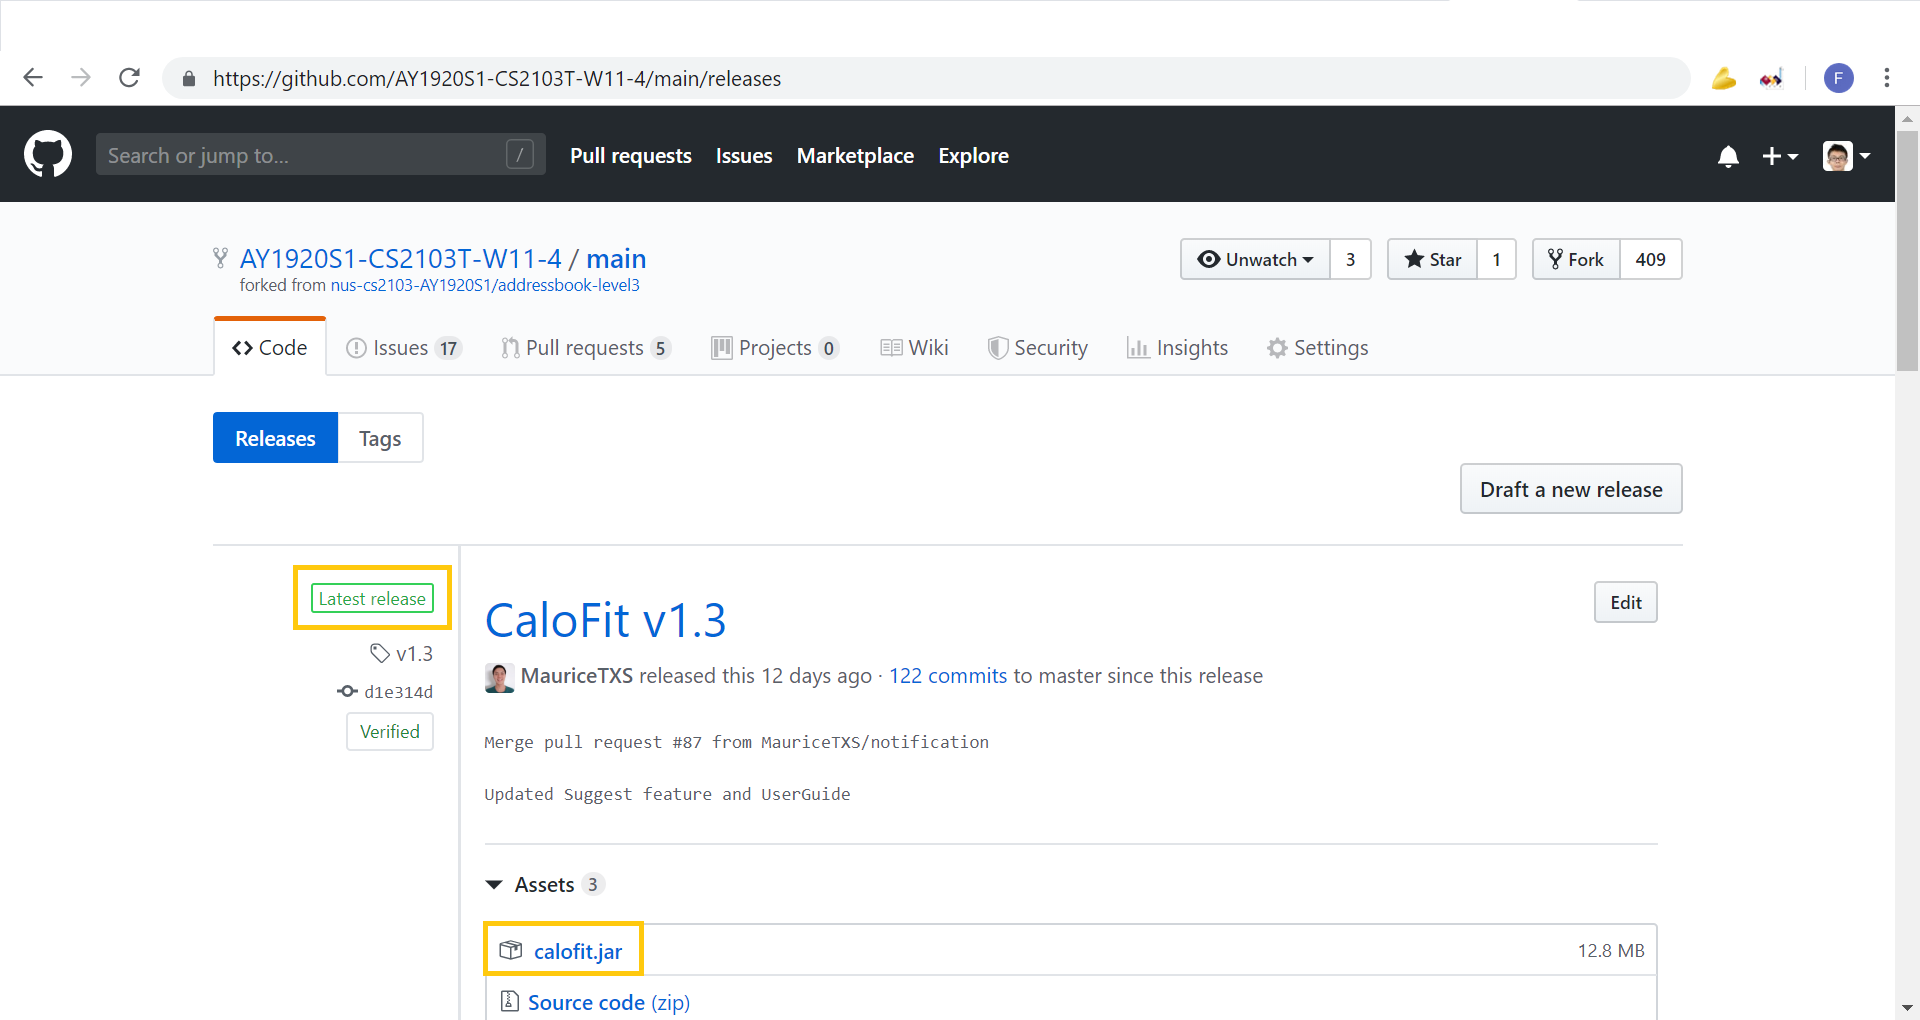 https://github.com/AY1920S1-CS2103T-W11-4/main/releases
F
Search or jump to... /
Pull requests Issues Marketplace Explore
AY1920S1-CS2103T-W11-4 / main
Unwatch 3 Star 1 Fork 409
forked from nus-cs2103-AY1920S1/addressbook-level3
Code Issues 17 Pull requests 5 Projects 0 Wiki Security Insights Settings
Releases Tags
Draft a new release
Latest release
CaloFit v1.3
Edit
v1.3
MauriceTXS released this 12 days ago · 122 commits to master since this release
d1e314d
Verified
Merge pull request #87 from MauriceTXS/notification
Updated Suggest feature and UserGuide
Assets 3
calofit.jar 12.8 MB
Source code (zip)